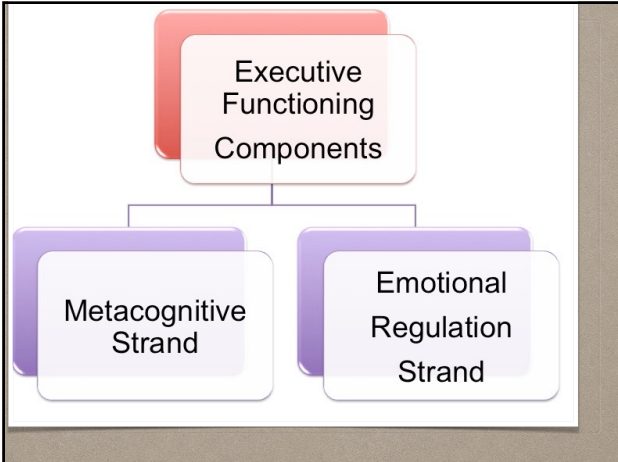 Executive
Functioning
Components
Metacognitive
Strand
Emotional
Regulation
Strand